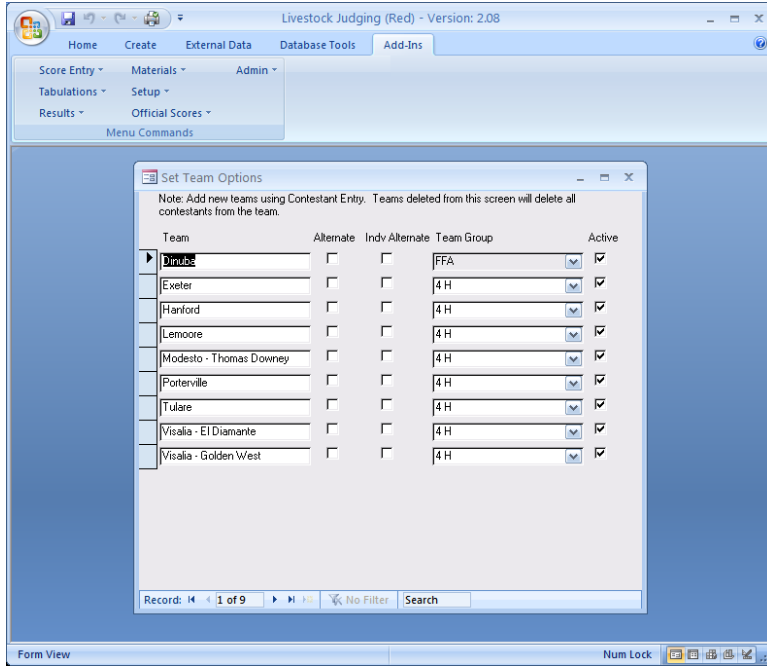 Livestock Judging (Red) - Version: 2.08
Home Create External Data Database Tools Add-Ins
Score Entry Materials Admin
Tabulations Setup
Results Official Scores
Menu Commands
Set Team Options
Note: Add new teams using Contestant Entry. Teams deleted from this screen will delete all
contestants from the team.
Team Alternate Indv Alternate Team Group Active
Dinuba FFA
Exeter 4 H
Hanford 4 H
Lemoore 4 H
Modesto - Thomas Downey 4 H
Porterville 4 H
Tulare 4 H
Visalia - El Diamante 4 H
Visalia - Golden West 4 H
Record: 1 of 9 No Filter Search
Form View Num Lock